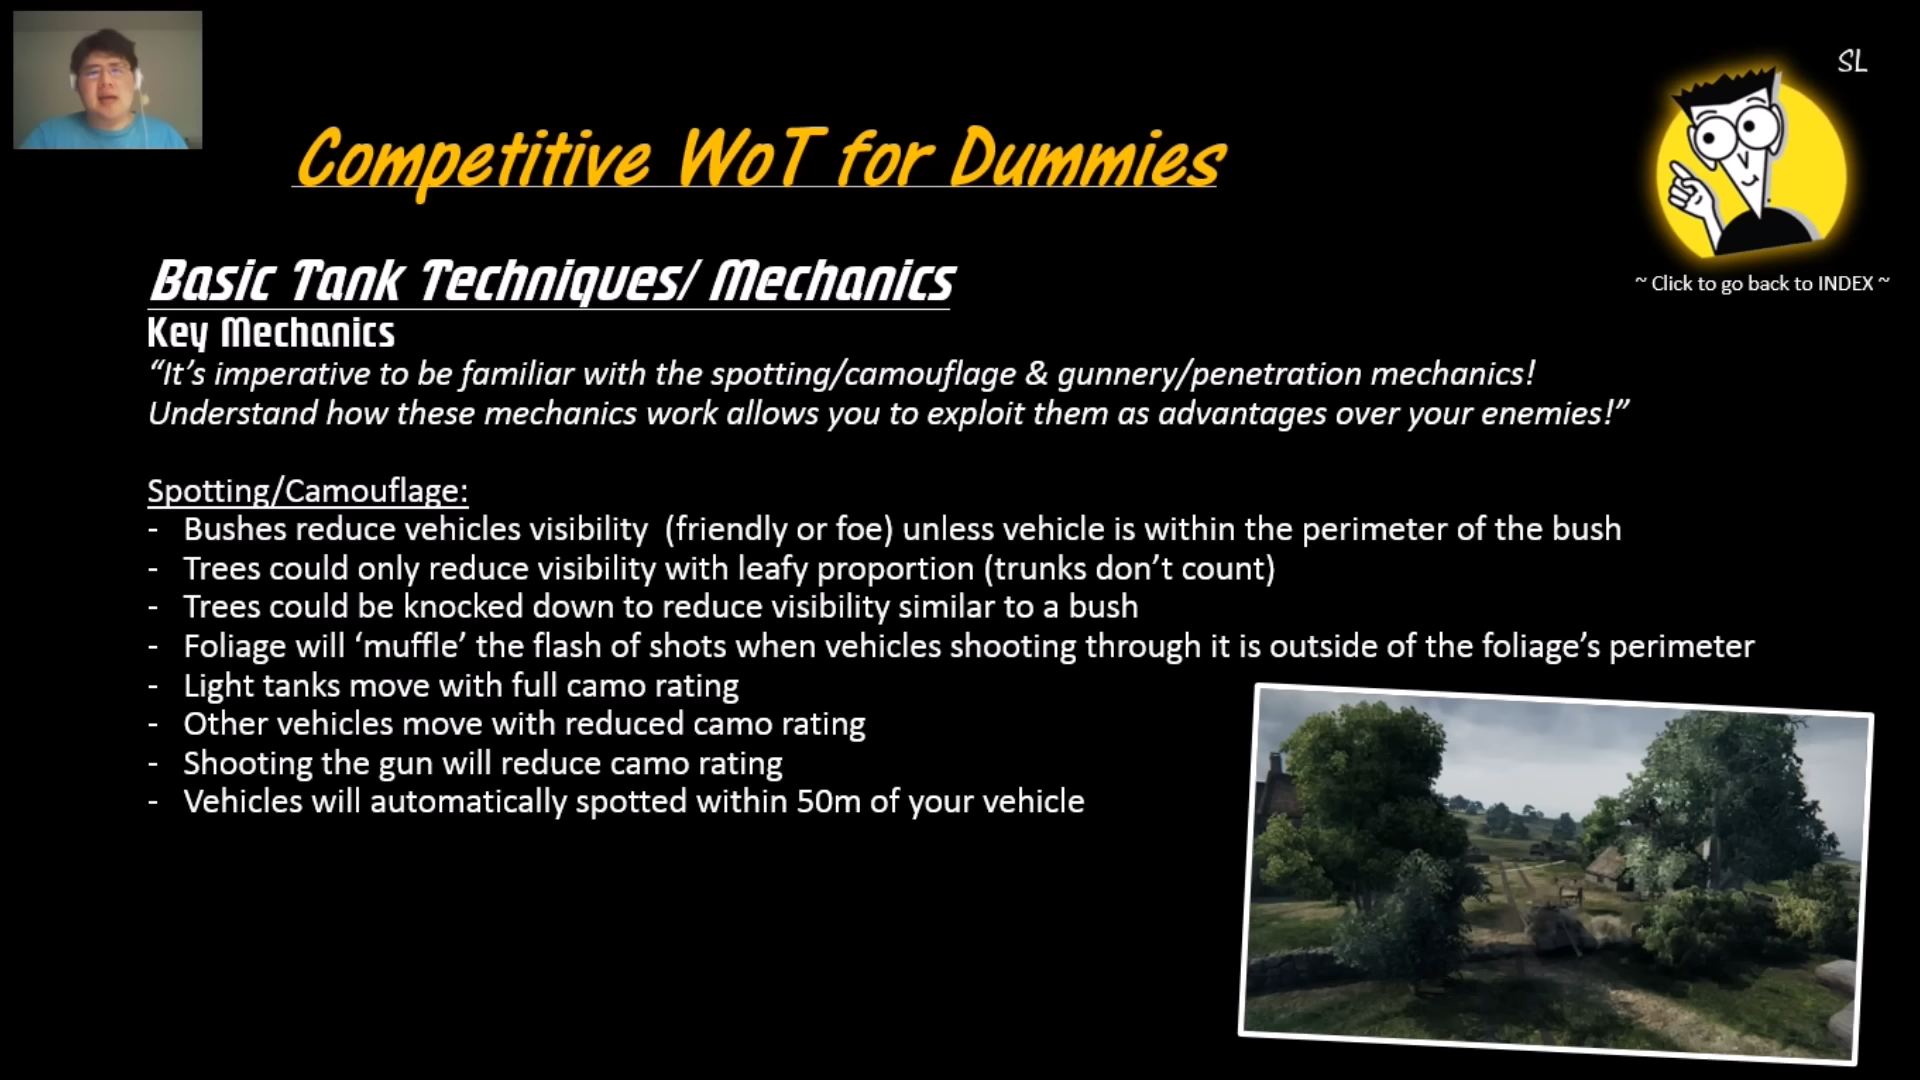 SL
Competitive WoT for Dummies
~ Click to go back to INDEX ~
Basic Tank Techniques/ Mechanics
Key Mechanics
“It’s imperative to be familiar with the spotting/camouflage & gunnery/penetration mechanics!
Understand how these mechanics work allows you to exploit them as advantages over your enemies!”
Spotting/Camouflage:
- Bushes reduce vehicles visibility  (friendly or foe) unless vehicle is within the perimeter of the bush
- Trees could only reduce visibility with leafy proportion (trunks don’t count)
- Trees could be knocked down to reduce visibility similar to a bush
- Foliage will ‘muffle’ the flash of shots when vehicles shooting through it is outside of the foliage’s perimeter
- Light tanks move with full camo rating
- Other vehicles move with reduced camo rating
- Shooting the gun will reduce camo rating
- Vehicles will automatically spotted within 50m of your vehicle